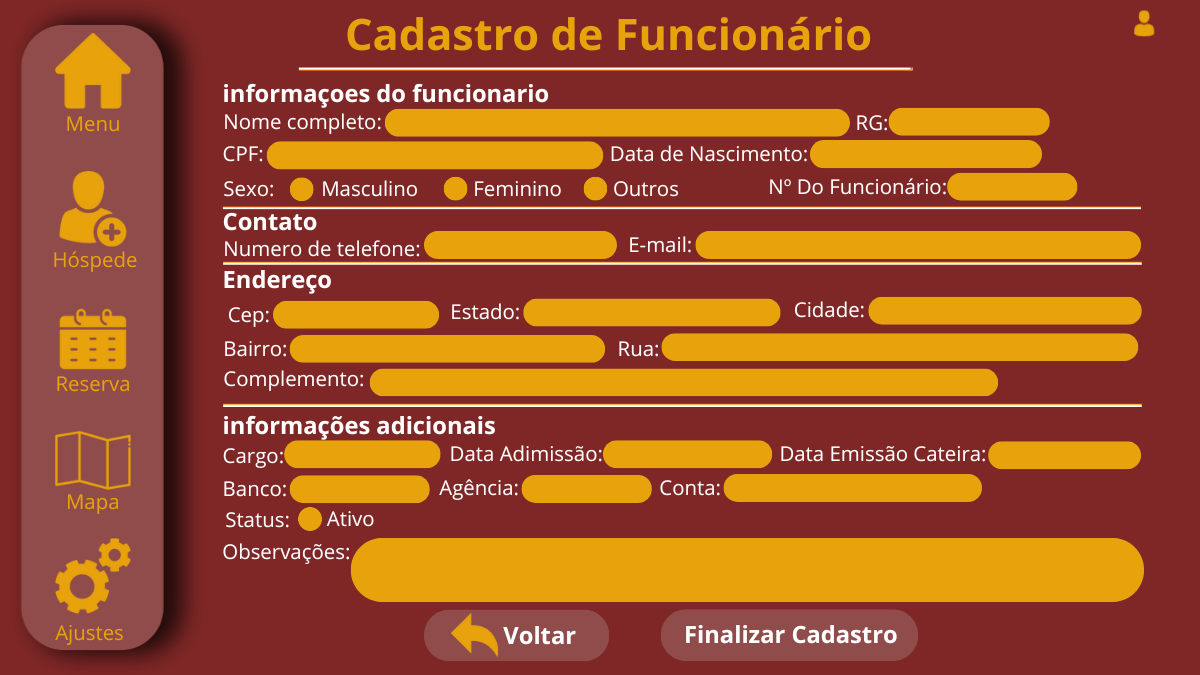 Cadastro de Funcionário
Menu
Hóspede
Reserva
Mapa
Ajustes
informaçoes do funcionario
Nome completo: RG:
CPF: Data de Nascimento:
Sexo: Masculino Feminino Outros Nº Do Funcionário:
Contato
Numero de telefone: E-mail:
Endereço
Cep: Estado: Cidade:
Bairro: Rua:
Complemento:
informações adicionais
Cargo: Data Adimissão: Data Emissão Cateira:
Banco: Agência: Conta:
Status: Ativo
Observações:
Voltar Finalizar Cadastro